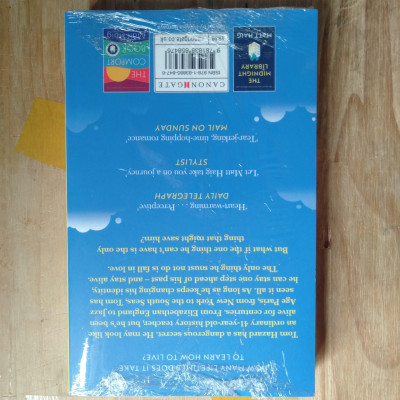 HOW MANY LIFETIMES DOES IT TAKE
TO LEARN HOW TO LIVE?
Tom Hazard has a dangerous secret. He may look like
an ordinary 41-year-old history teacher, but he's been
alive for centuries. From Elizabethan England to Jazz
Age Paris, from New York to the South Seas, Tom has
seen it all. As long as he keeps changing his identity,
he can stay one step ahead of his past – and stay alive.
The only thing he must not do is fall in love.
But what if the one thing he can't have is the only
thing that might save him?
'Heart-warming . . . Perceptive'
DAILY TELEGRAPH
'Let Matt Haig take you on a journey'
STYLIST
'Tear-jerking, time-hopping romance'
MAIL ON SUNDAY
THE
COMFORT
BOOK
CANONGATE
MATT HAIG
THE
MIDNIGHT
LIBRARY